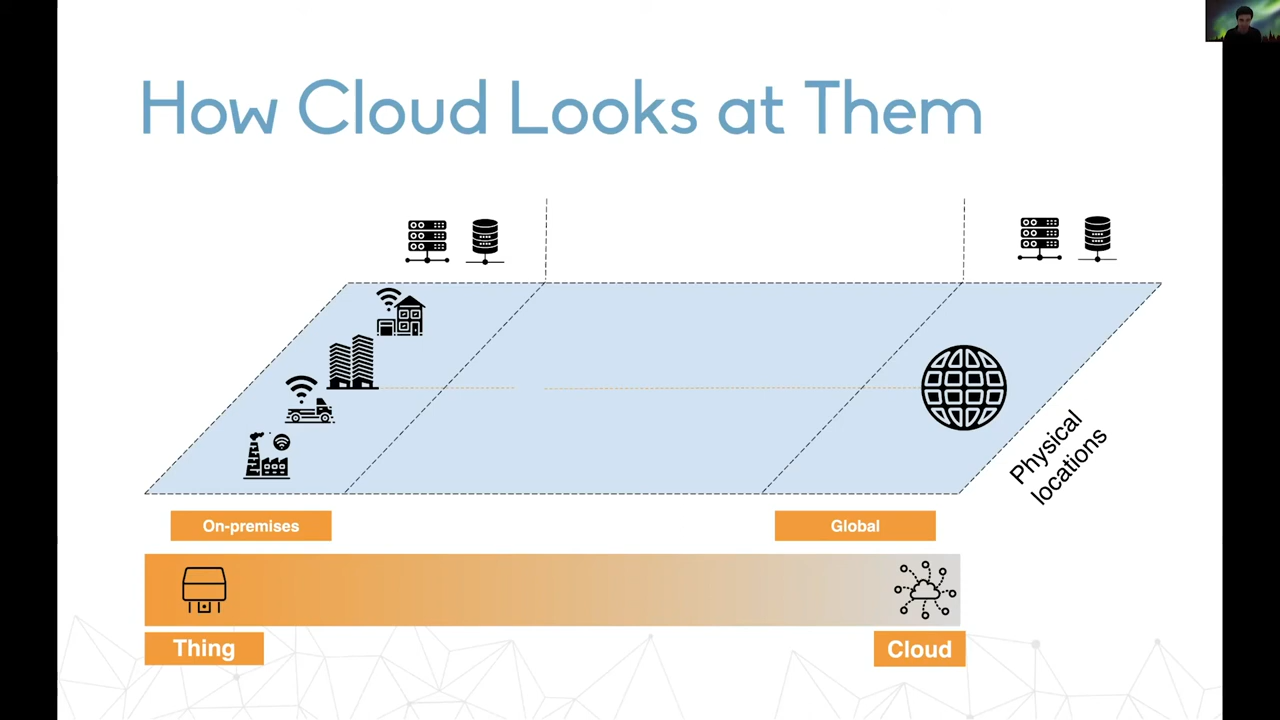 How Cloud Looks at Them
Physical
locations
On-premises
Global
Thing
Cloud